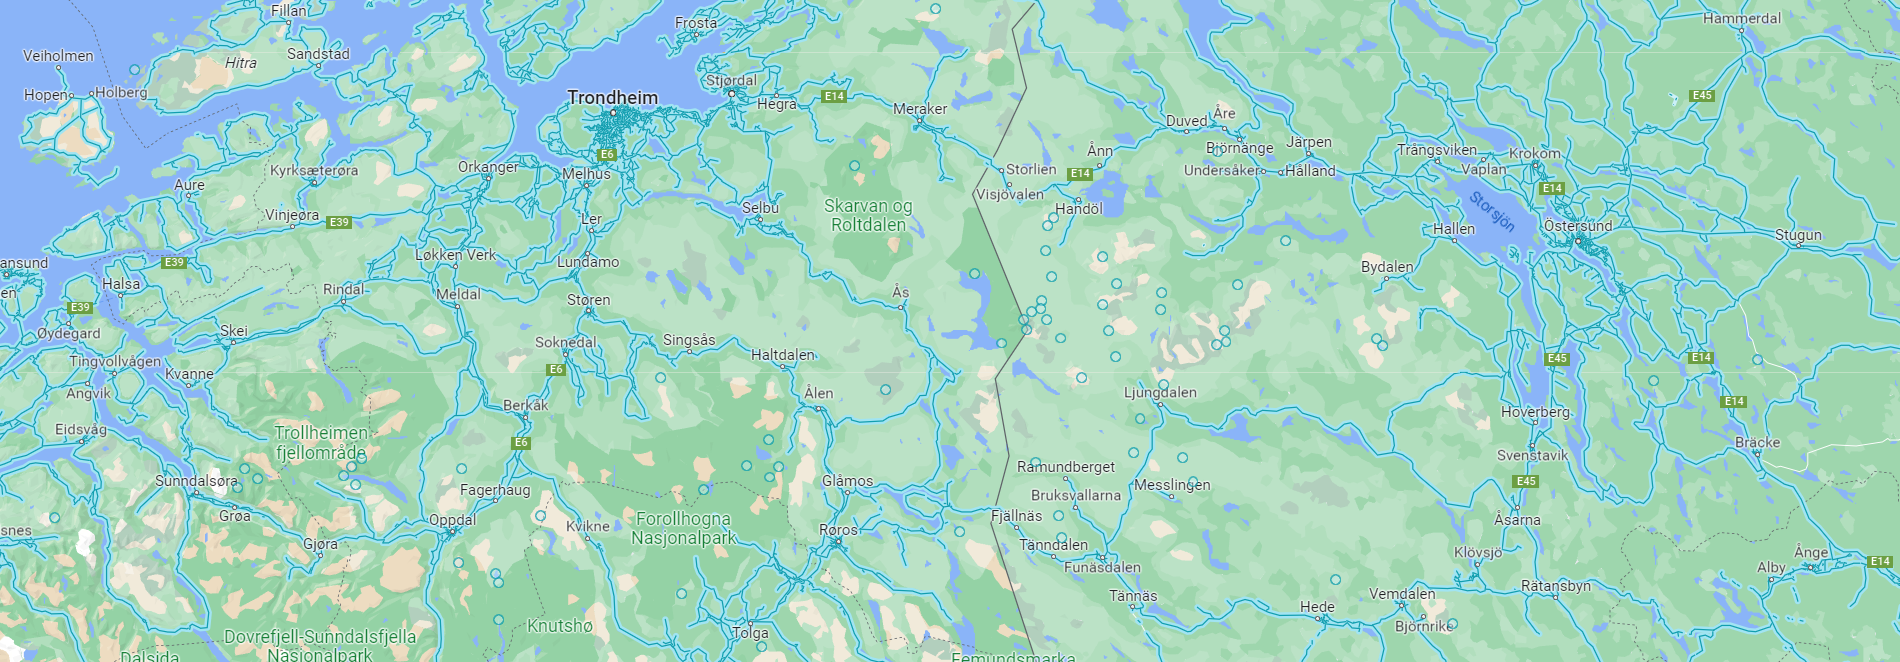 Fillan
Frosta
Hammerdal
Veiholmen
Sandstad
Hitra
Stjørdal
Hopen
Holberg
Trondheim
Hegra
E14
Meråker
E45
Duved
Åre
Björnänge
Järpen
Trångsviken
Krokom
Vaplan
E6
Orkanger
Melhus
Kyrksæterøra
Aure
Storlien
Ånn
E14
Undersåker
Hålland
E14
Visjövalen
Handöl
Storsjön
Vinjeøra
E39
Ler
Selbu
Skarvan og
Roltdalen
Hallen
Östersund
Stugun
ansund
E39
Løkken Verk
Lundamo
Bydalen
en
Halsa
Rindal
Meldal
Støren
Ås
E39
Øydegard
Skei
Soknedal
Singsås
Haltdalen
Tingvollvågen
Kvanne
E6
E45
E14
Angvik
Ålen
Ljungdalen
Berkåk
E14
Hoverberg
Eidsvåg
Trollheimen
fjellområde
E6
Bräcke
Svenstavik
Sunndalsøra
Fagerhaug
Glåmos
Ramundberget
Bruksvallarna
Messlingen
E45
snes
Grøa
Oppdal
Kvikne
Forollhogna
Nasjonalpark
Røros
Fjällnäs
Åsarna
Gjøra
Tänndalen
Funäsdalen
Klövsjö
Ånge
E14
Alby
Tännäs
Hede
Vemdalen
Rätansbyn
Björnrike
Dovrefjell-Sunndalsfjella
Nasjonalpark
Knutshø
Tolga
Dalsida
Femundsmarka